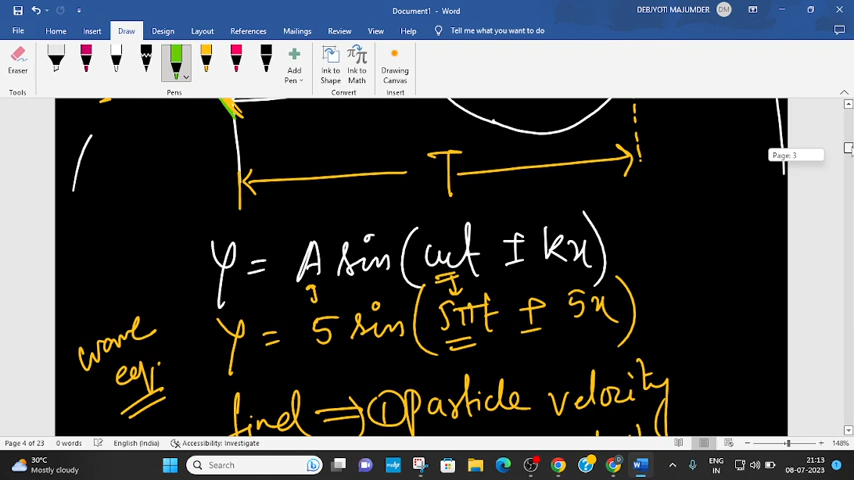 Document1 - Word
DEBJYOTI MAJUMDER
DM
File Home Insert Draw Design Layout References Mailings Review View Help Tell me what you want to do
Eraser
Add Pen
Ink to Shape
Ink to Math
Drawing Canvas
Tools
Pens
Convert
Insert
Page: 3
T
y = A sin(ωt ± kx)
y = 5 sin(5πt ± 5x)
wave
eq.
find ⇒ ① particle velocity
Page 4 of 23 0 words English (India) Accessibility: Investigate 148%
30°C
Mostly cloudy
Search
ENG
IN
21:13
08-07-2023